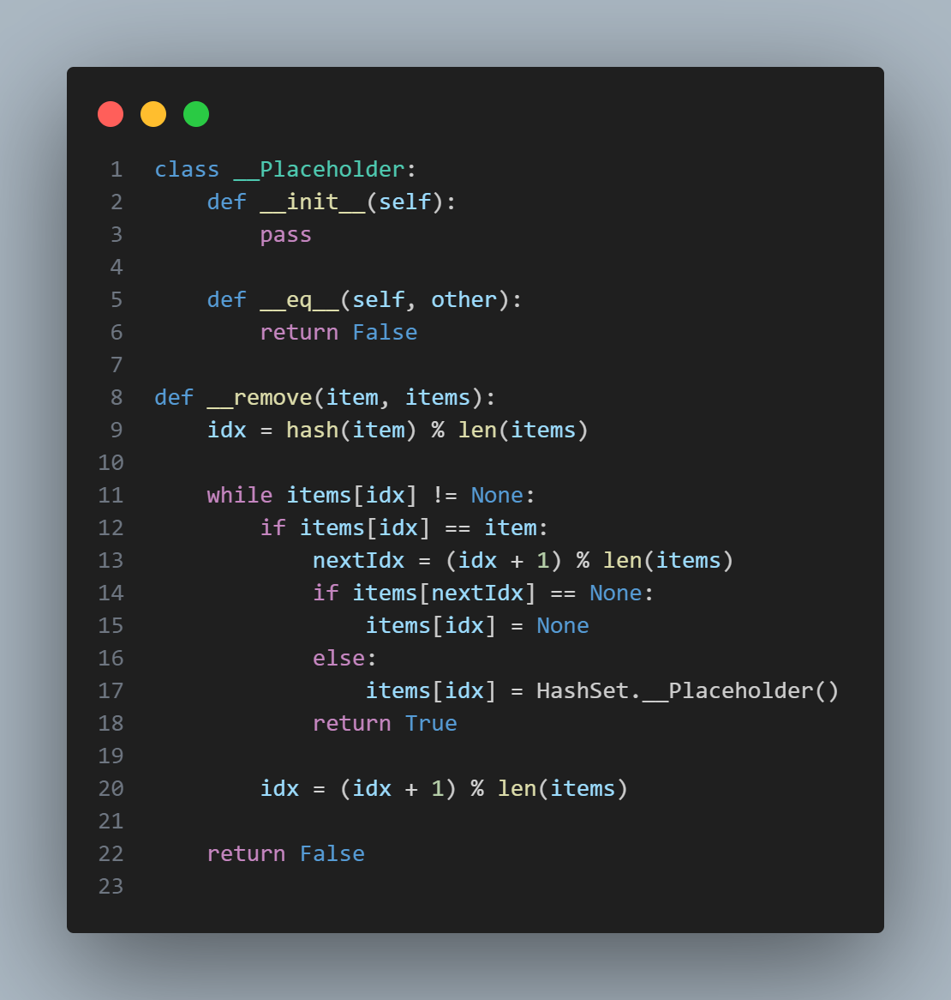 1 class __Placeholder:
2     def __init__(self):
3         pass
4
5     def __eq__(self, other):
6         return False
7
8 def __remove(item, items):
9     idx = hash(item) % len(items)
10
11     while items[idx] != None:
12         if items[idx] == item:
13             nextIdx = (idx + 1) % len(items)
14             if items[nextIdx] == None:
15                 items[idx] = None
16             else:
17                 items[idx] = HashSet.__Placeholder()
18             return True
19
20         idx = (idx + 1) % len(items)
21
22     return False
23